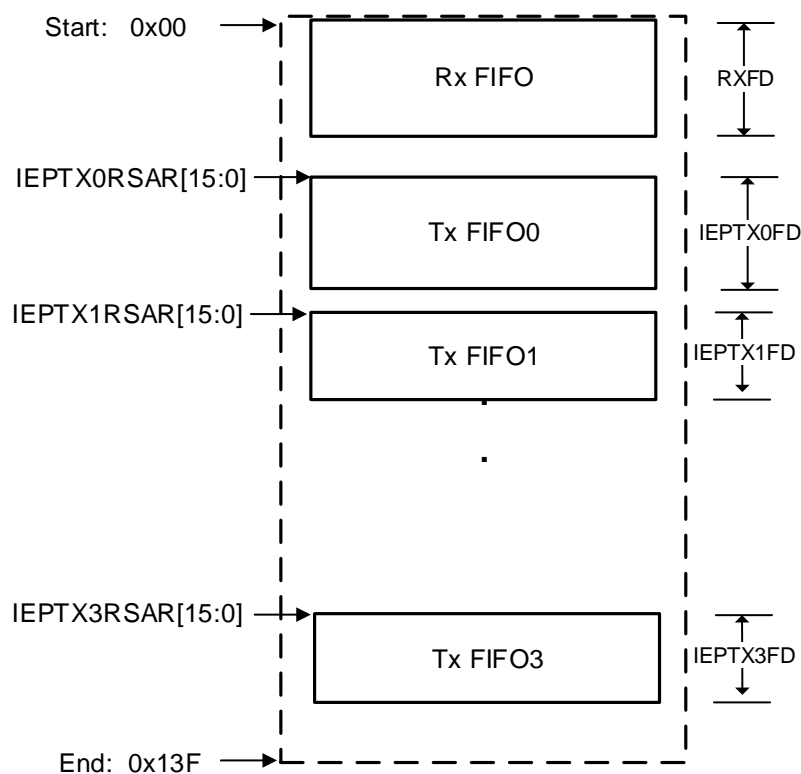 Start: 0x00
Rx FIFO
RXFD
IEPTX0RSAR[15:0]
Tx FIFO0
IEPTX0FD
IEPTX1RSAR[15:0]
Tx FIFO1
IEPTX1FD
.
.
IEPTX3RSAR[15:0]
Tx FIFO3
IEPTX3FD
End: 0x13F